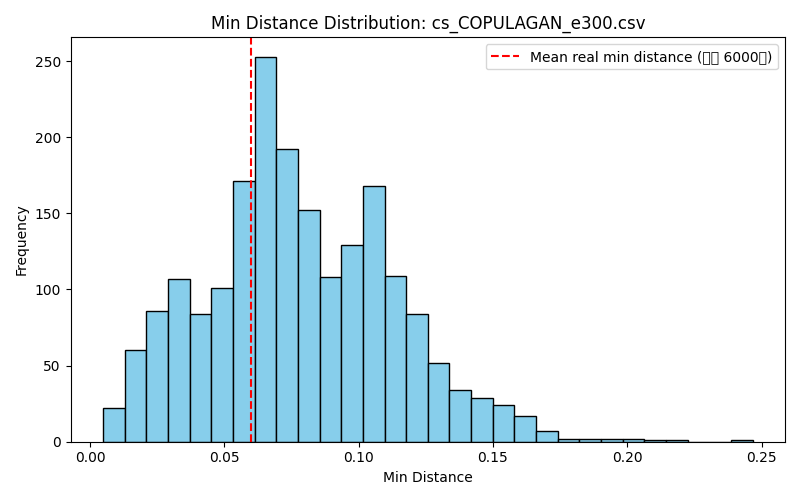 Min Distance Distribution: cs_COPULAGAN_e300.csv
Mean real min distance (6000)
250
200
150
100
50
0
Frequency
0.00 0.05 0.10 0.15 0.20 0.25
Min Distance